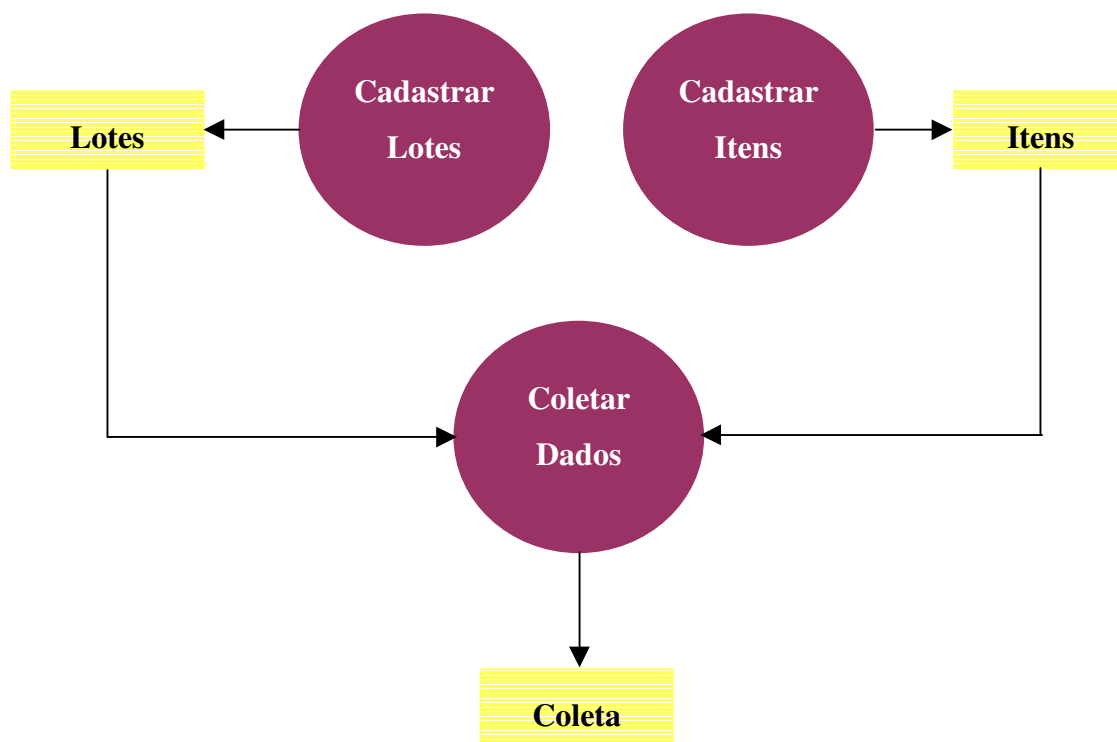 Cadastrar
Lotes
Cadastrar
Itens
Lotes
Itens
Coletar
Dados
Coleta